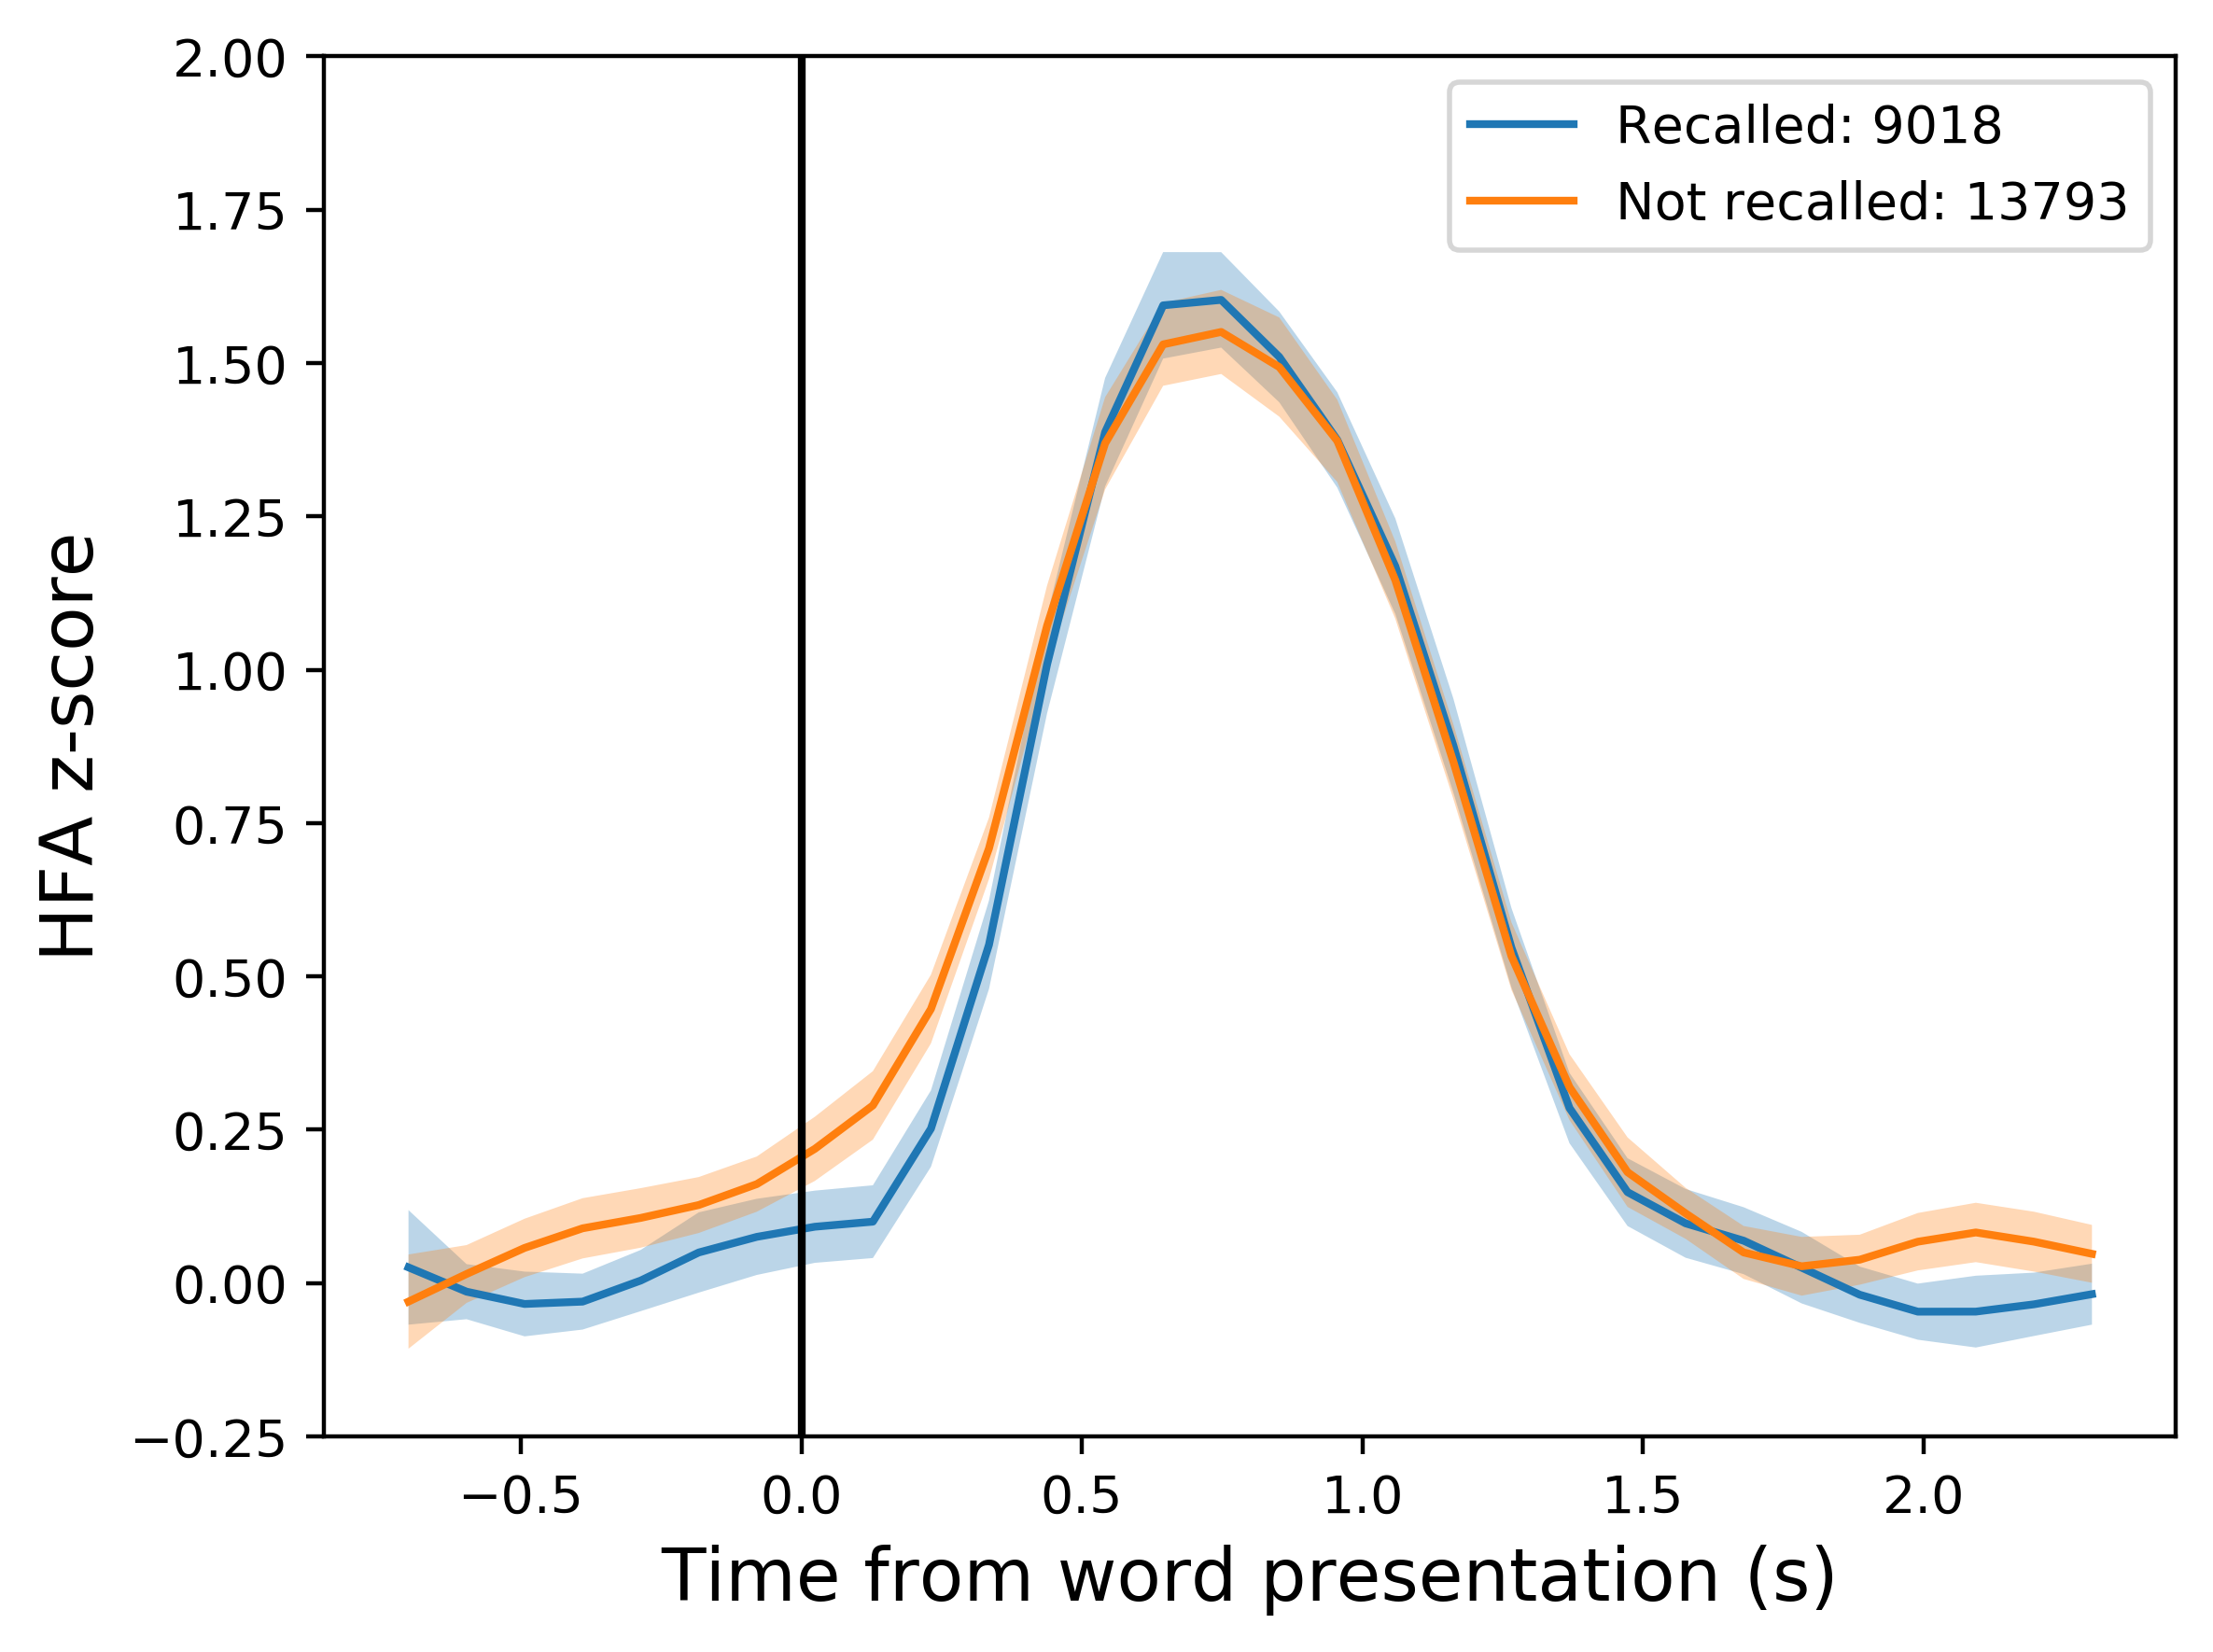 2.00
1.75
1.50
1.25
1.00
0.75
0.50
0.25
0.00
−0.25
HFA z-score
Recalled: 9018
Not recalled: 13793
−0.5 0.0 0.5 1.0 1.5 2.0
Time from word presentation (s)